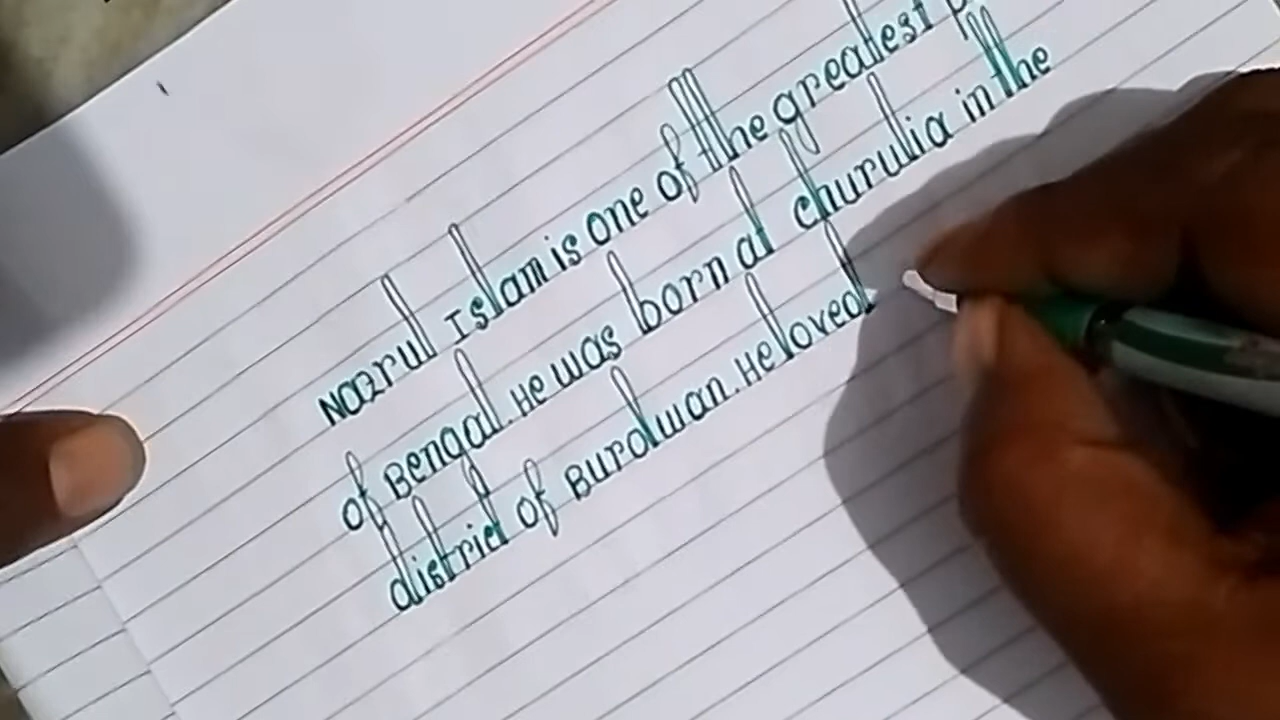 Nazrul Islam is one of the greatest
of Bengal. He was born at churulia in the
district of Burdwan. He loved